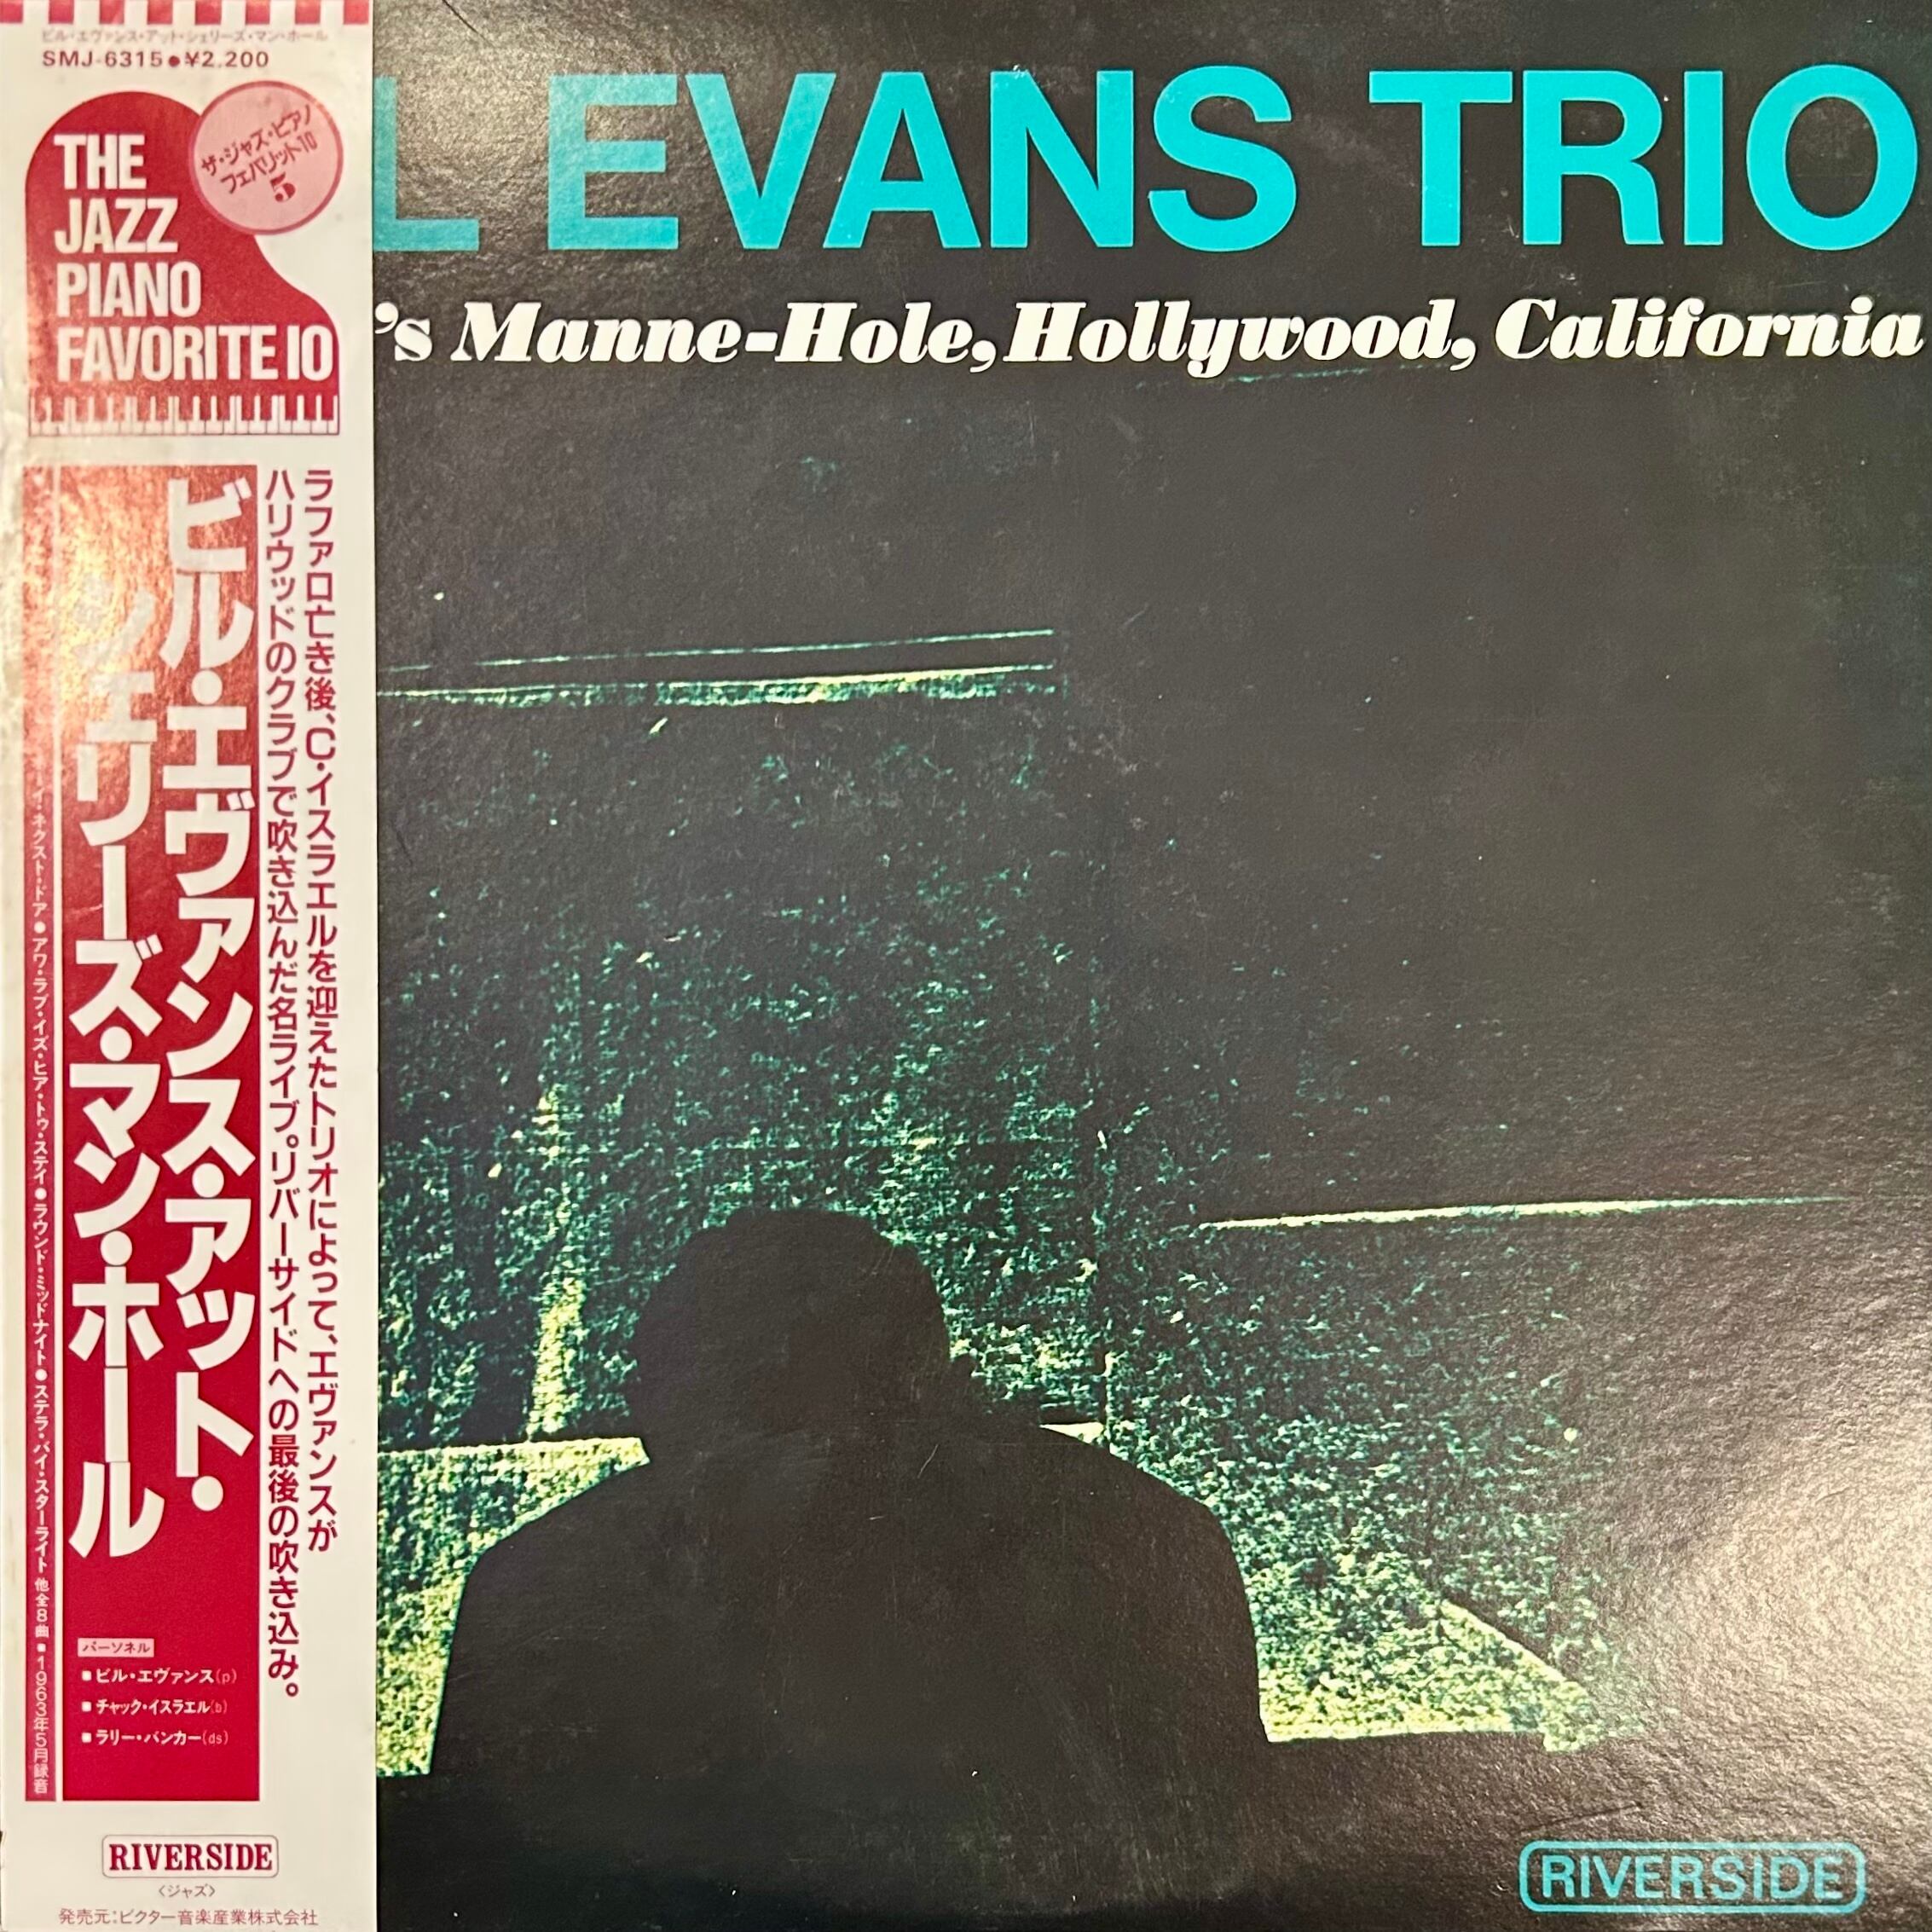 ビル・エヴァンス・アット・シェリーズ・マン・ホール
SMJ-6315●¥2,200
THE
JAZZ
PIANO
FAVORITE 10
ザ・ジャズ・ピアノ
フェバリット10
5
L EVANS TRIO
's Manne-Hole, Hollywood, California
ラファロ亡き後、C・イスラエルを迎えたトリオによって、エヴァンスが
ハリウッドのクラブで吹き込んだ名ライブ。リバーサイドへの最後の吹き込み。
ビル・エヴァンス・アット・
シェリーズ・マン・ホール
イ・ネクスト・ドア●アワ・ラブ・イズ・ヒア・トゥ・ステイ●ラウンド・ミッドナイト●ステラ・バイ・スターライト 他全8曲■1963年5月録音
パーソネル
■ビル・エヴァンス(p)
■チャック・イスラエル(b)
■ラリー・バンカー(ds)
RIVERSIDE
〈ジャズ〉
発売元:ビクター音楽産業株式会社
RIVERSIDE